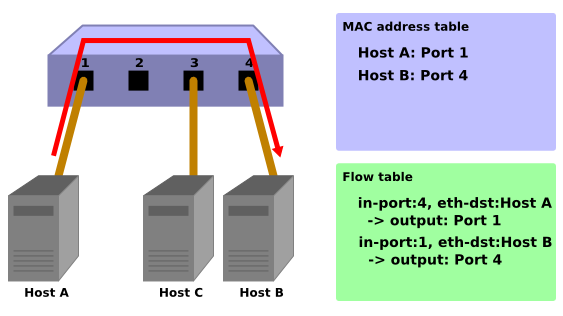 1 2 3 4
Host A
Host C
Host B
MAC address table
Host A: Port 1
Host B: Port 4
Flow table
in-port:4, eth-dst:Host A
-> output: Port 1
in-port:1, eth-dst:Host B
-> output: Port 4